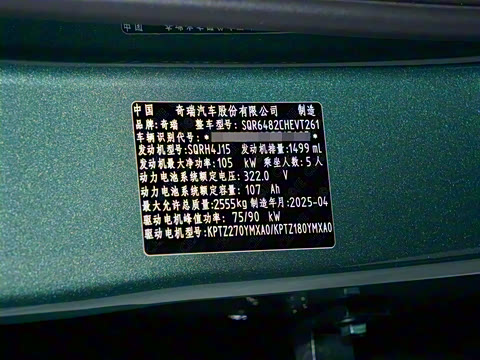 中国 奇瑞汽车股份有限公司 制造
品牌:奇瑞 整车型号:SQR6482CHEVT261
车辆识别代号:* *
发动机型号:SQRH4J15 发动机排量:1499 mL
发动机最大净功率:105 kW 乘坐人数:5 人
动力电池系统额定电压:322.0 V
动力电池系统额定容量:107 Ah
最大允许总质量:2555kg 制造年月:2025-04
驱动电机峰值功率:75/90 kW
驱动电机型号:KPTZ270YMXA0/KPTZ180YMXA0